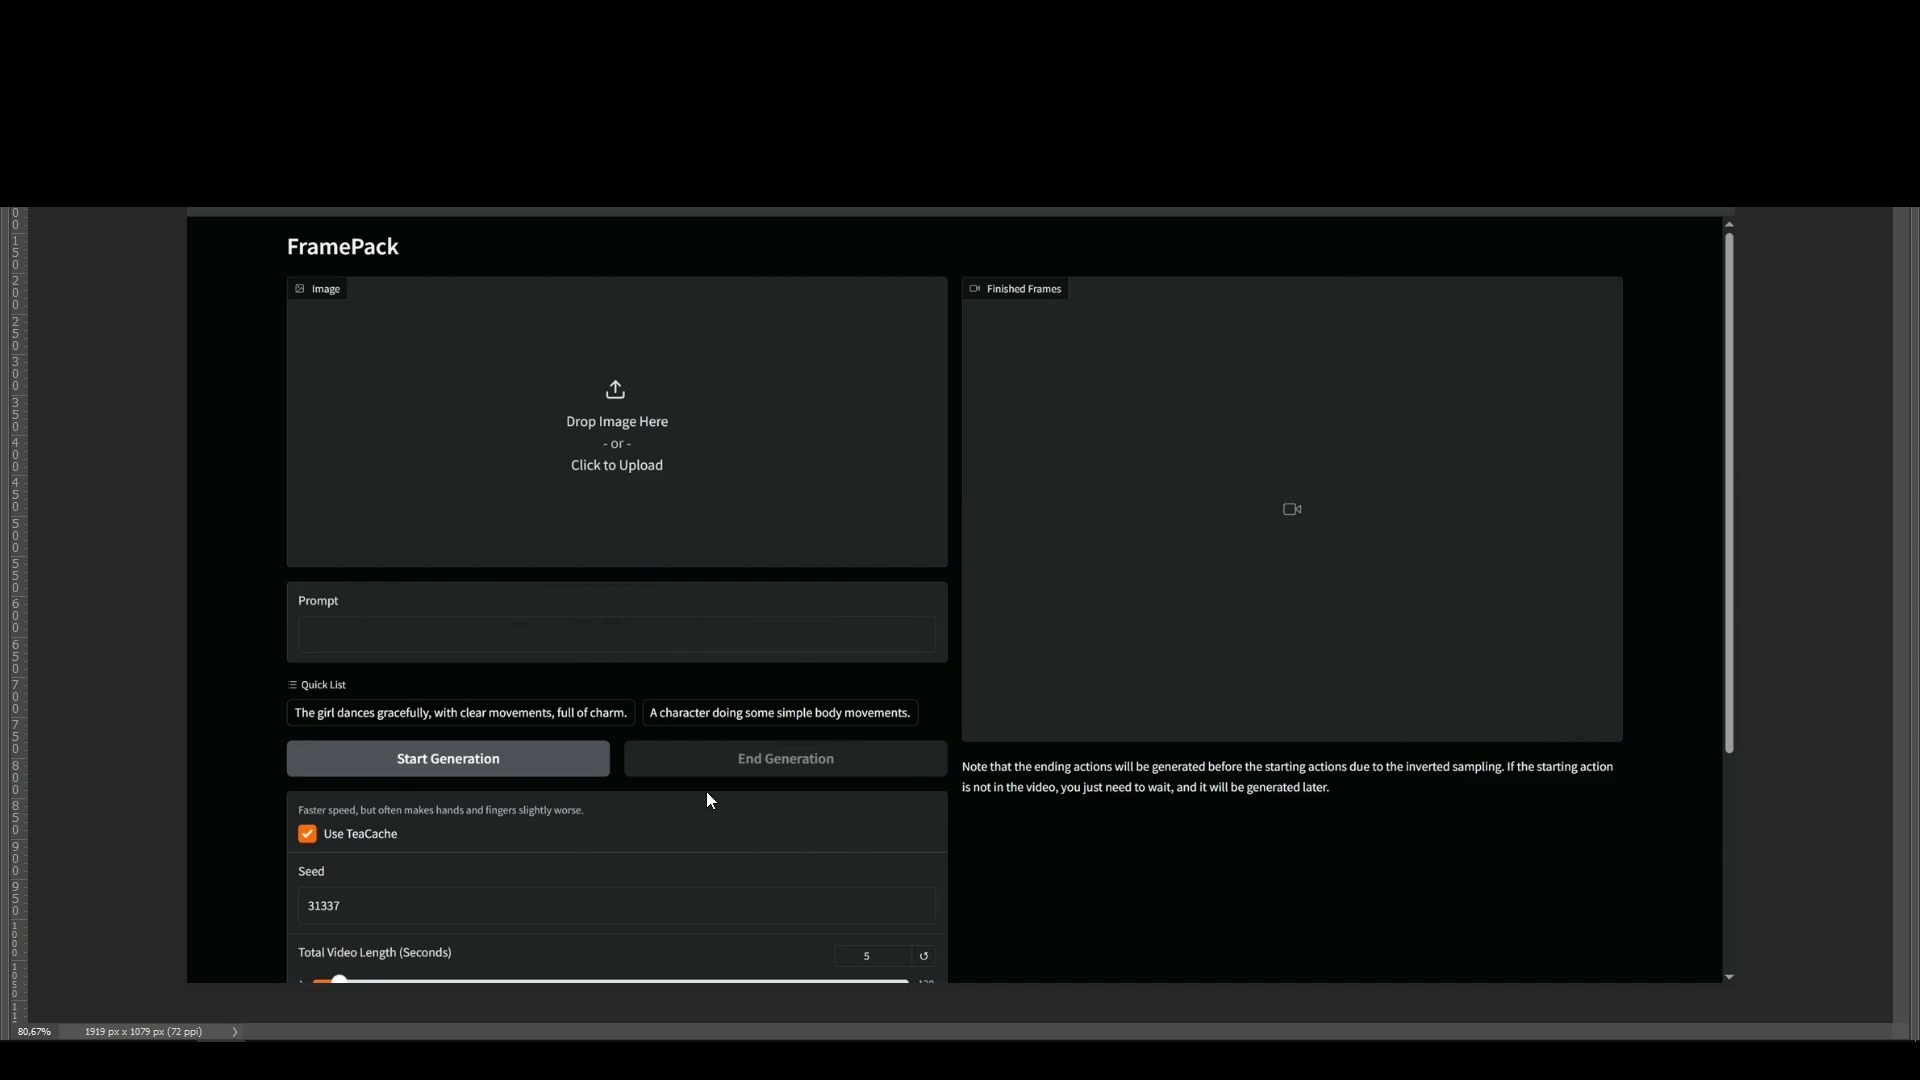 FramePack
Image
Finished Frames
Drop Image Here
- or -
Click to Upload
Prompt
Quick List
The girl dances gracefully, with clear movements, full of charm.
A character doing some simple body movements.
Start Generation
End Generation
Note that the ending actions will be generated before the starting actions due to the inverted sampling. If the starting action
is not in the video, you just need to wait, and it will be generated later.
Faster speed, but often makes hands and fingers slightly worse.
Use TeaCache
Seed
31337
Total Video Length (Seconds)
5
80,67%
1919 px x 1079 px (72 ppi)